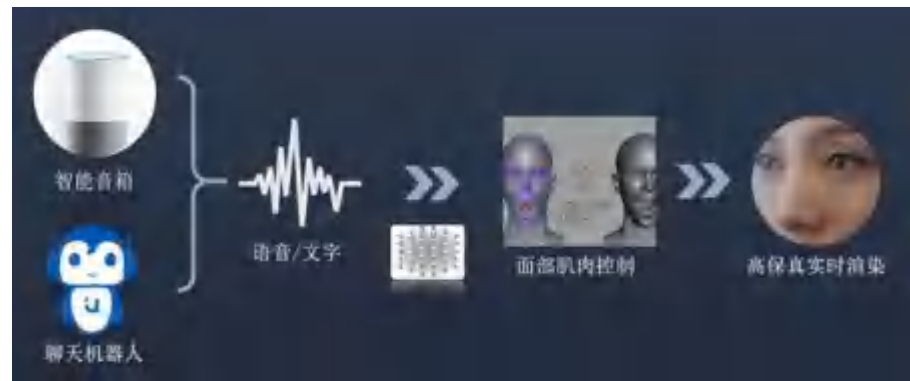 智能音箱
语音/文字
面部肌肉控制
高保真实时渲染
聊天机器人